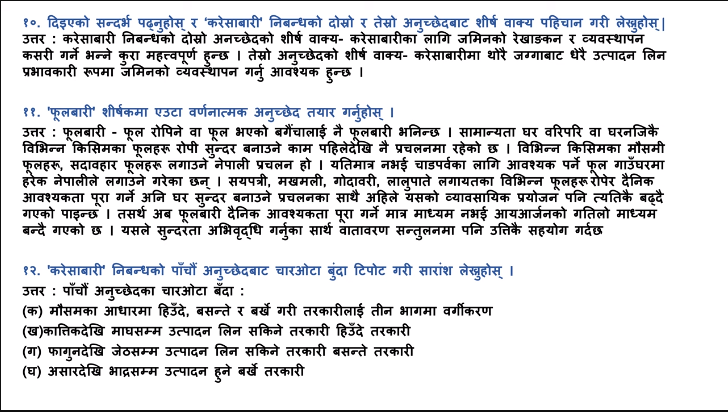 १०. दिइएको सन्दर्भ पढ्नुहोस् र 'करेसाबारी' निबन्धको दोस्रो र तेस्रो अनुच्छेदबाट शीर्ष वाक्य पहिचान गरी लेख्नुहोस्|
उत्तर : करेसाबारी निबन्धको दोस्रो अनच्छेदको शीर्ष वाक्य- करेसाबारीका लागि जमिनको रेखाङकन र व्यवस्थापन
कसरी गर्ने भन्ने कुरा महत्त्वपूर्ण हुन्छ । तेस्रो अनुच्छेदको शीर्ष वाक्य- करेसाबारीमा थोरै जग्गाबाट धेरै उत्पादन लिन
प्रभावकारी रूपमा जमिनको व्यवस्थापन गर्नु आवश्यक हुन्छ ।
११. 'फूलबारी' शीर्षकमा एउटा वर्णनात्मक अनुच्छेद तयार गर्नुहोस् ।
उत्तर : फूलबारी - फूल रोपिने वा फूल भएको बगैंचालाई नै फूलबारी भनिन्छ । सामान्यता घर वरिपरि वा घरनजिकै
विभिन्न किसिमका फूलहरू रोपी सुन्दर बनाउने काम पहिलेदेखि नै प्रचलनमा रहेको छ । विभिन्न किसिमका मौसमी
फूलहरू, सदावहार फूलहरू लगाउने नेपाली प्रचलन हो । यतिमात्र नभई चाडपर्वका लागि आवश्यक पर्ने फूल गाउँघरमा
हरेक नेपालीले लगाउने गरेका छन् । सयपत्री, मखमली, गोदावरी, लालुपाते लगायतका विभिन्न फूलहरू रोपेर दैनिक
आवश्यकता पूरा गर्ने अनि घर सुन्दर बनाउने प्रचलनका साथै अहिले यसको व्यावसायिक प्रयोजन पनि त्यतिकै बढ्दै
गएको पाइन्छ । तसर्थ अब फूलबारी दैनिक आवश्यकता पूरा गर्ने मात्र माध्यम नभई आयआर्जनको गतिलो माध्यम
बन्दै गएको छ । यसले सुन्दरता अभिवृद्धि गर्नुका सार्थ वातावरण सन्तुलनमा पनि उत्तिकै सहयोग गर्दछ
१२. 'करेसाबारी' निबन्धको पाँचौं अनुच्छेदबाट चारओटा बुंदा टिपोट गरी सारांश लेख्नुहोस् ।
उत्तर : पाँचौं अनुच्छेदका चारओटा बुँदा :
(क) मौसमका आधारमा हिउँदे, बसन्ते र बर्खे गरी तरकारीलाई तीन भागमा वर्गीकरण
(ख)कात्तिकदेखि माघसम्म उत्पादन लिन सकिने तरकारी हिउँदे तरकारी
(ग) फागुनदेखि जेठसम्म उत्पादन लिन सकिने तरकारी बसन्ते तरकारी
(घ) असारदेखि भाद्रसम्म उत्पादन हुने बर्खे तरकारी